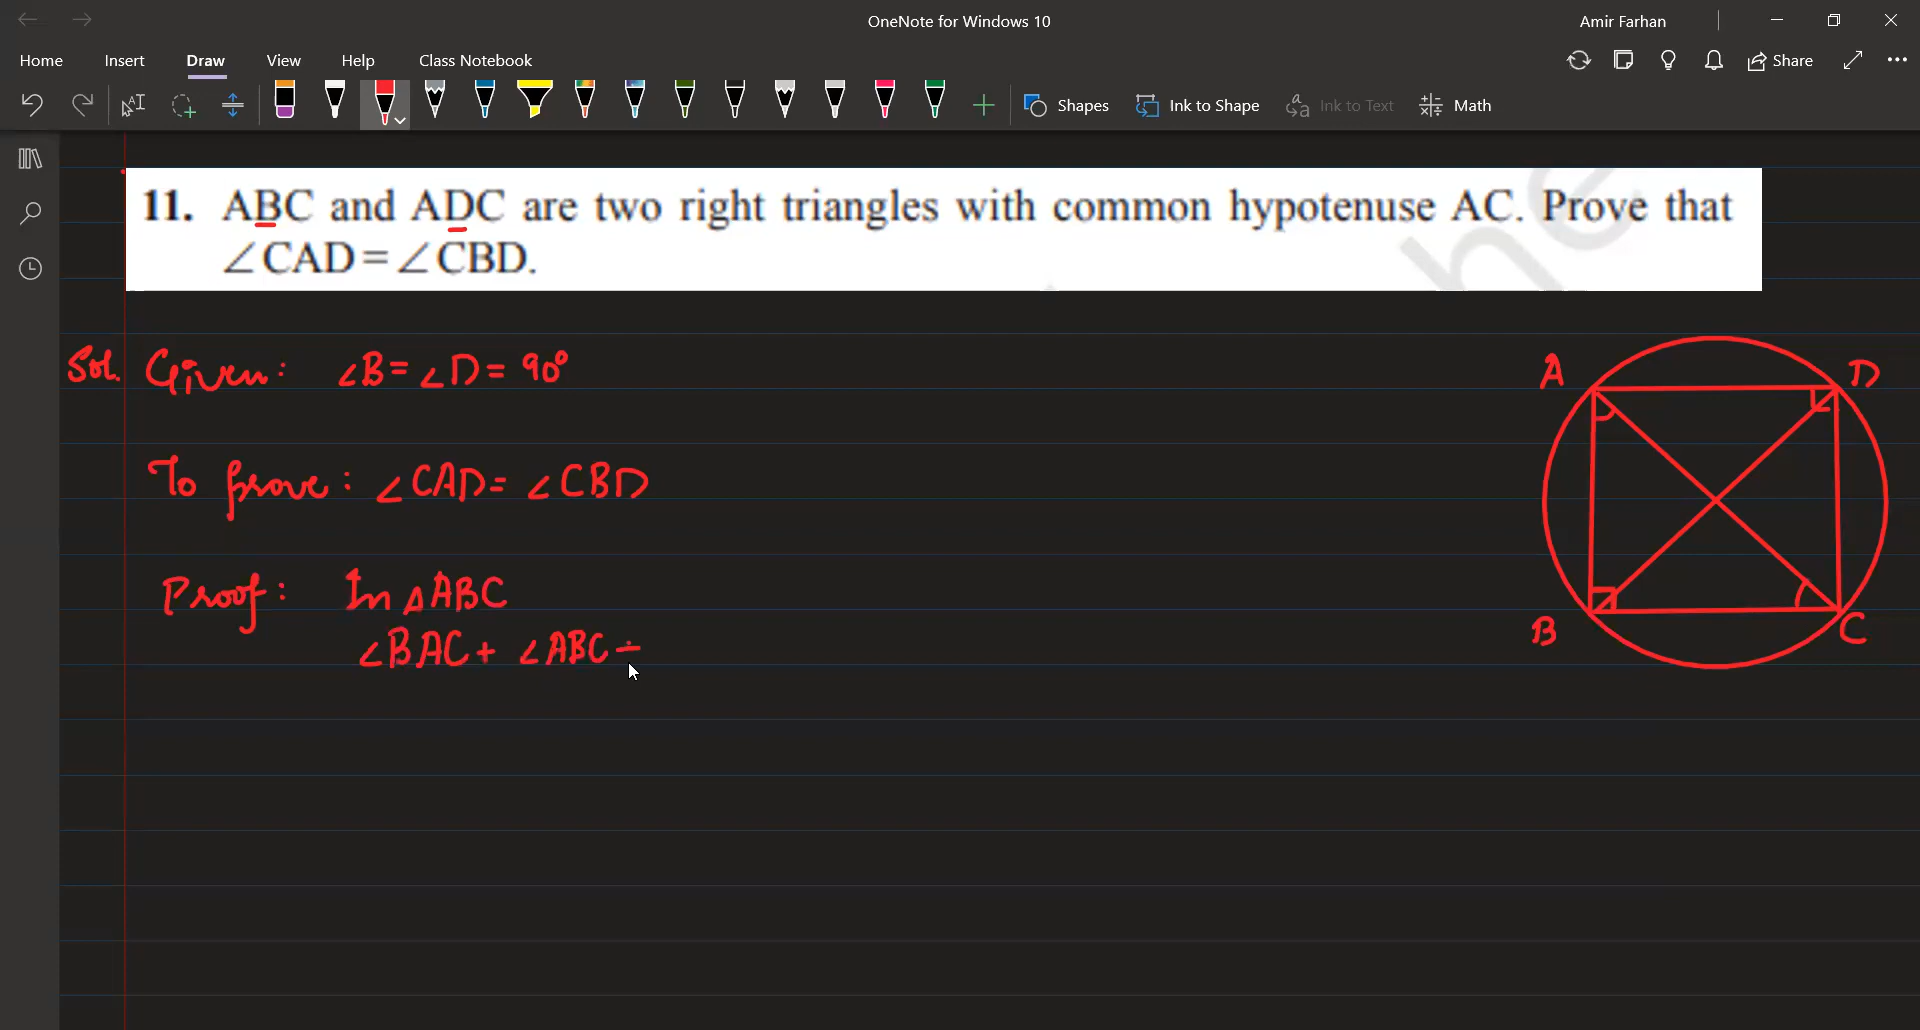 OneNote for Windows 10
Amir Farhan
Home Insert Draw View Help Class Notebook
Share
Shapes Ink to Shape Ink to Text Math
11. ABC and ADC are two right triangles with common hypotenuse AC. Prove that
∠CAD = ∠CBD.
he
Sol. Given: ∠B = ∠D = 90°
To prove: ∠CAD = ∠CBD
Proof: In △ABC
∠BAC + ∠ABC +
A
D
B
C